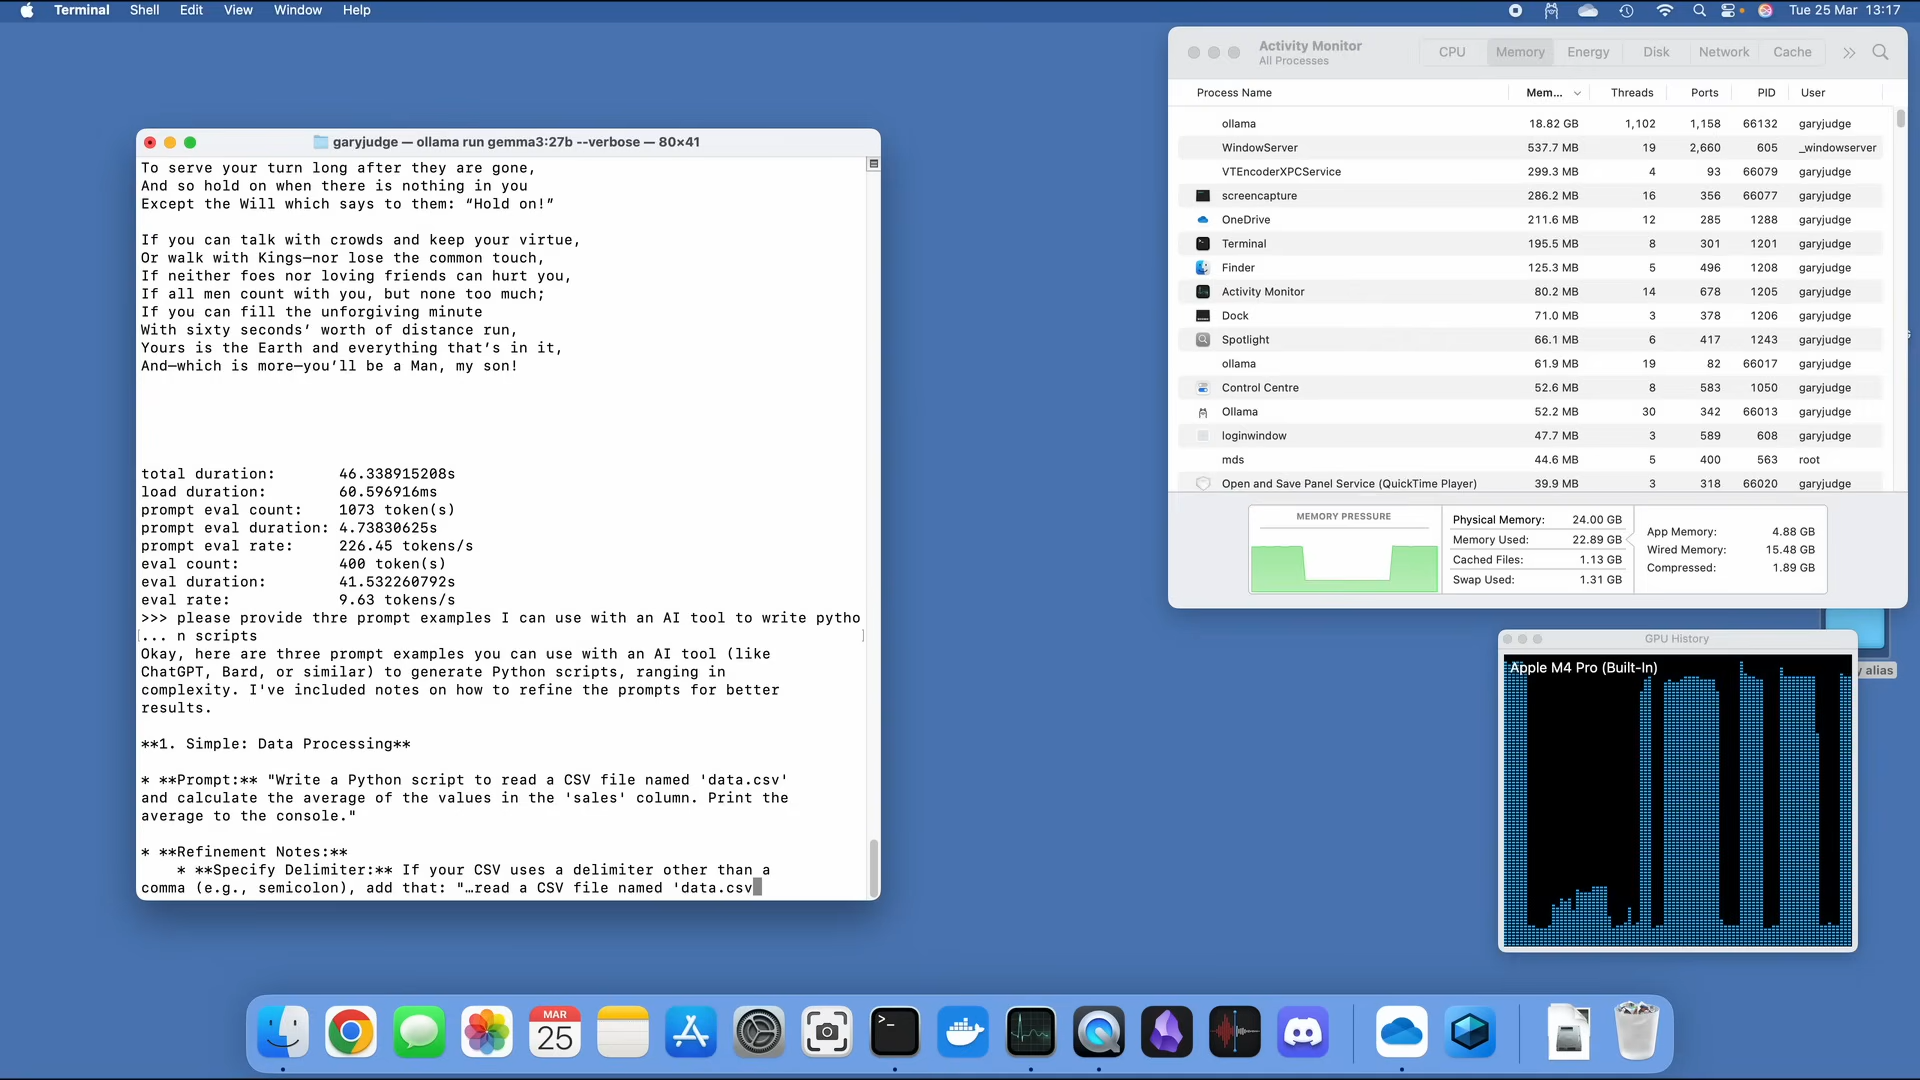 Terminal Shell Edit View Window Help
Tue 25 Mar 13:17
garyjudge — ollama run gemma3:27b --verbose — 80×41
To serve your turn long after they are gone,
And so hold on when there is nothing in you
Except the Will which says to them: “Hold on!”
If you can talk with crowds and keep your virtue,
Or walk with Kings—nor lose the common touch,
If neither foes nor loving friends can hurt you,
If all men count with you, but none too much;
If you can fill the unforgiving minute
With sixty seconds’ worth of distance run,
Yours is the Earth and everything that’s in it,
And—which is more—you’ll be a Man, my son!
total duration: 46.338915208s
load duration: 60.596916ms
prompt eval count: 1073 token(s)
prompt eval duration: 4.73830625s
prompt eval rate: 226.45 tokens/s
eval count: 400 token(s)
eval duration: 41.532260792s
eval rate: 9.63 tokens/s
>>> please provide thre prompt examples I can use with an AI tool to write pytho
[... n scripts ]
Okay, here are three prompt examples you can use with an AI tool (like
ChatGPT, Bard, or similar) to generate Python scripts, ranging in
complexity. I've included notes on how to refine the prompts for better
results.
**1. Simple: Data Processing**
* **Prompt:** "Write a Python script to read a CSV file named 'data.csv'
and calculate the average of the values in the 'sales' column. Print the
average to the console."
* **Refinement Notes:**
* **Specify Delimiter:** If your CSV uses a delimiter other than a
comma (e.g., semicolon), add that: "…read a CSV file named 'data.csv
Activity Monitor
All Processes
CPU Memory Energy Disk Network Cache
Process Name Mem... Threads Ports PID User
ollama 18.82 GB 1,102 1,158 66132 garyjudge
WindowServer 537.7 MB 19 2,660 605 _windowserver
VTEncoderXPCService 299.3 MB 4 93 66079 garyjudge
screencapture 286.2 MB 16 356 66077 garyjudge
OneDrive 211.6 MB 12 285 1288 garyjudge
Terminal 195.5 MB 8 301 1201 garyjudge
Finder 125.3 MB 5 496 1208 garyjudge
Activity Monitor 80.2 MB 14 678 1205 garyjudge
Dock 71.0 MB 3 378 1206 garyjudge
Spotlight 66.1 MB 6 417 1243 garyjudge
ollama 61.9 MB 19 82 66017 garyjudge
Control Centre 52.6 MB 8 583 1050 garyjudge
Ollama 52.2 MB 30 342 66013 garyjudge
loginwindow 47.7 MB 3 589 608 garyjudge
mds 44.6 MB 5 400 563 root
Open and Save Panel Service (QuickTime Player) 39.9 MB 3 318 66020 garyjudge
MEMORY PRESSURE
Physical Memory: 24.00 GB
Memory Used: 22.89 GB
Cached Files: 1.13 GB
Swap Used: 1.31 GB
App Memory: 4.88 GB
Wired Memory: 15.48 GB
Compressed: 1.89 GB
GPU History
Apple M4 Pro (Built-In)
y alias
MAR
25